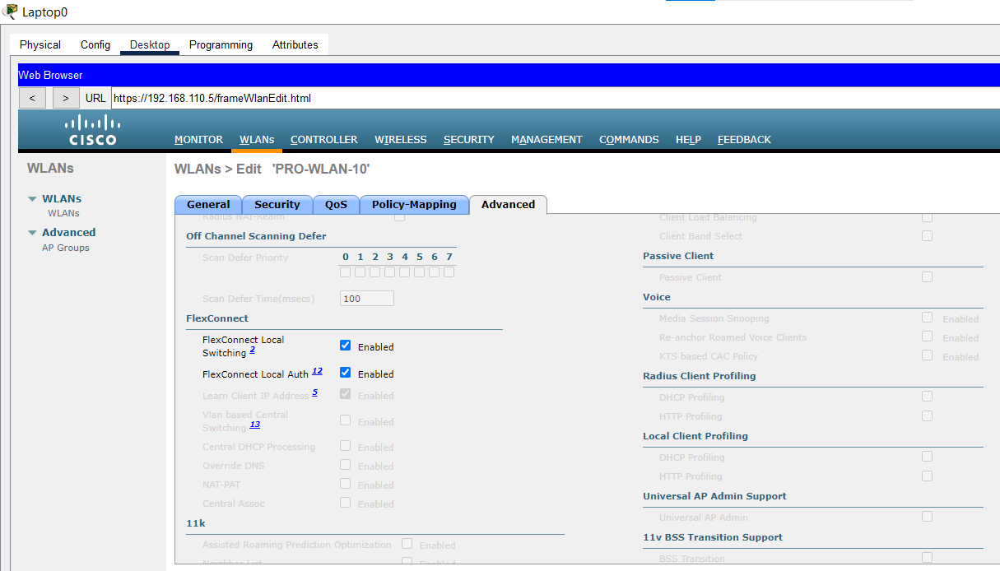 Laptop0
Physical Config Desktop Programming Attributes
Web Browser
< > URL https://192.168.110.5/frameWlanEdit.html
CISCO
MONITOR WLANs CONTROLLER WIRELESS SECURITY MANAGEMENT COMMANDS HELP FEEDBACK
WLANs
WLANs
WLANs
Advanced
AP Groups
WLANs > Edit 'PRO-WLAN-10'
General Security QoS Policy-Mapping Advanced
Radius NAI-Realm
Off Channel Scanning Defer
Scan Defer Priority 0 1 2 3 4 5 6 7
Scan Defer Time(msecs) 100
FlexConnect
FlexConnect Local
Switching 2 Enabled
FlexConnect Local Auth 12 Enabled
Learn Client IP Address 5 Enabled
Vlan based Central
Switching 13 Enabled
Central DHCP Processing Enabled
Override DNS Enabled
NAT-PAT Enabled
Central Assoc Enabled
11k
Assisted Roaming Prediction Optimization Enabled
Neighbor List Enabled
Client Load Balancing
Client Band Select
Passive Client
Passive Client
Voice
Media Session Snooping Enabled
Re-anchor Roamed Voice Clients Enabled
KTS based CAC Policy Enabled
Radius Client Profiling
DHCP Profiling
HTTP Profiling
Local Client Profiling
DHCP Profiling
HTTP Profiling
Universal AP Admin Support
Universal AP Admin
11v BSS Transition Support
BSS Transition